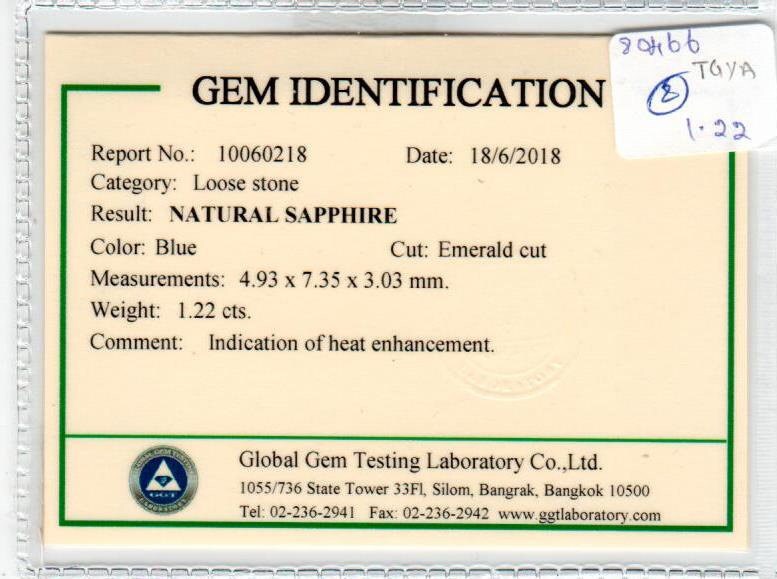 80466
TGYA
8
1.22
GEM IDENTIFICATION
Report No.: 10060218 Date: 18/6/2018
Category: Loose stone
Result: NATURAL SAPPHIRE
Color: Blue Cut: Emerald cut
Measurements: 4.93 x 7.35 x 3.03 mm.
Weight: 1.22 cts.
Comment: Indication of heat enhancement.
GGT
Global Gem Testing Laboratory Co.,Ltd.
1055/736 State Tower 33Fl, Silom, Bangrak, Bangkok 10500
Tel: 02-236-2941 Fax: 02-236-2942 www.ggtlaboratory.com